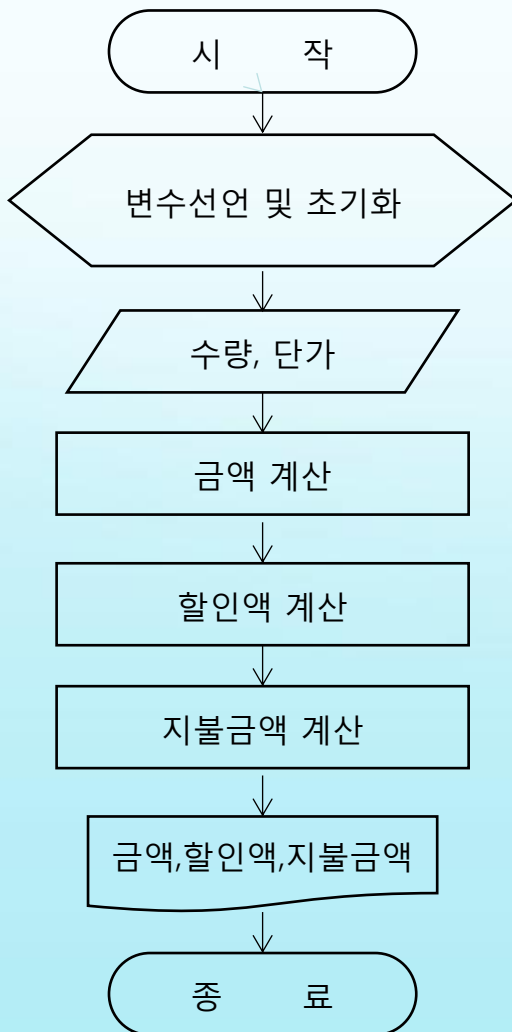 시 작
변수선언 및 초기화
수량, 단가
금액 계산
할인액 계산
지불금액 계산
금액,할인액,지불금액
종 료